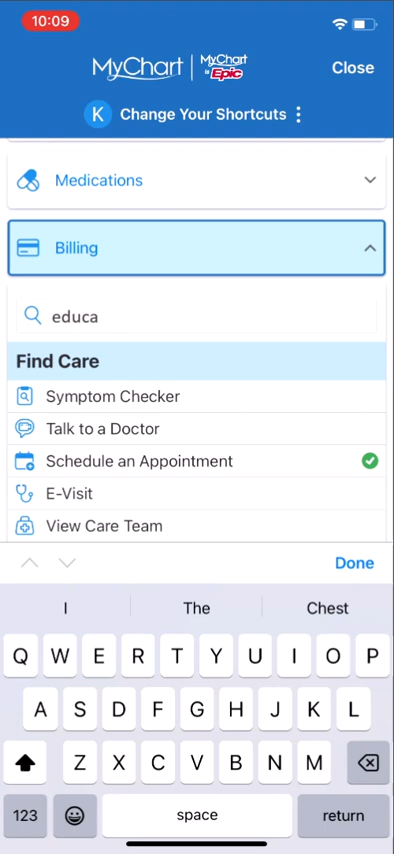 10:09
MyChart | MyChart
by Epic
Close
K Change Your Shortcuts
Medications
Billing
educa
Find Care
Symptom Checker
Talk to a Doctor
Schedule an Appointment
E-Visit
View Care Team
Done
I The Chest
Q W E R T Y U I O P
A S D F G H J K L
Z X C V B N M
123 space return